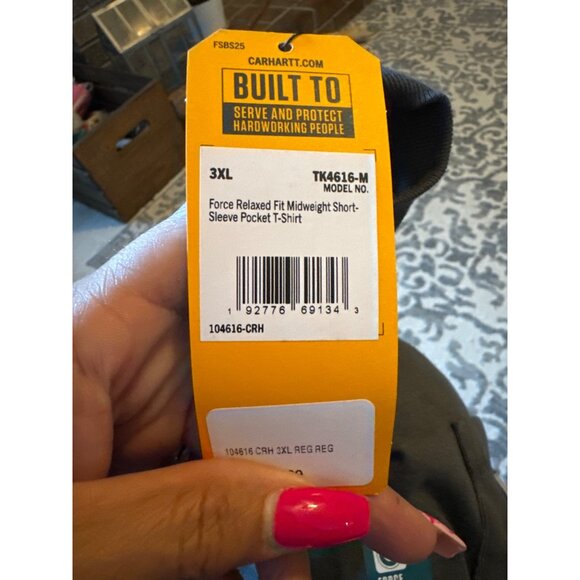 FSBS25
CARHARTT.COM
BUILT TO
SERVE AND PROTECT
HARDWORKING PEOPLE
3XL TK4616-M
MODEL NO.
Force Relaxed Fit Midweight Short-
Sleeve Pocket T-Shirt
1 92776 69134 3
104616-CRH
104616 CRH 3XL REG REG
FORCE